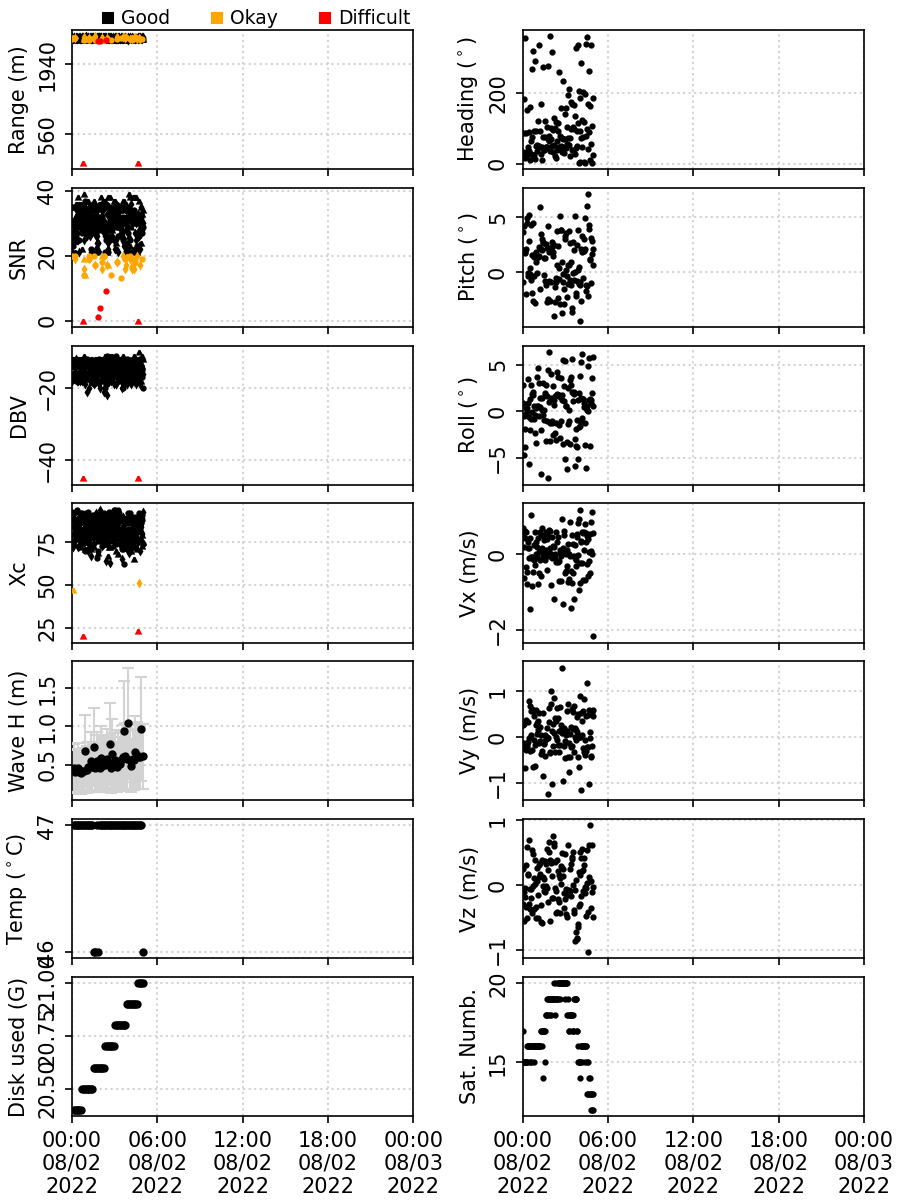 Good Okay Difficult
Range (m)
1940
560
Heading (°)
200
0
SNR
40
20
0
Pitch (°)
5
0
DBV
−20
−40
Roll (°)
5
0
−5
Xc
75
50
25
Vx (m/s)
0
−2
Wave H (m)
1.5
1.0
0.5
Vy (m/s)
1
0
−1
Temp (°C)
47
46
Vz (m/s)
1
0
−1
Disk used (G)
21.00
20.75
20.50
Sat. Numb.
20
15
00:00 06:00 12:00 18:00 00:00
08/02 08/02 08/02 08/02 08/03
2022 2022 2022 2022 2022
00:00 06:00 12:00 18:00 00:00
08/02 08/02 08/02 08/02 08/03
2022 2022 2022 2022 2022